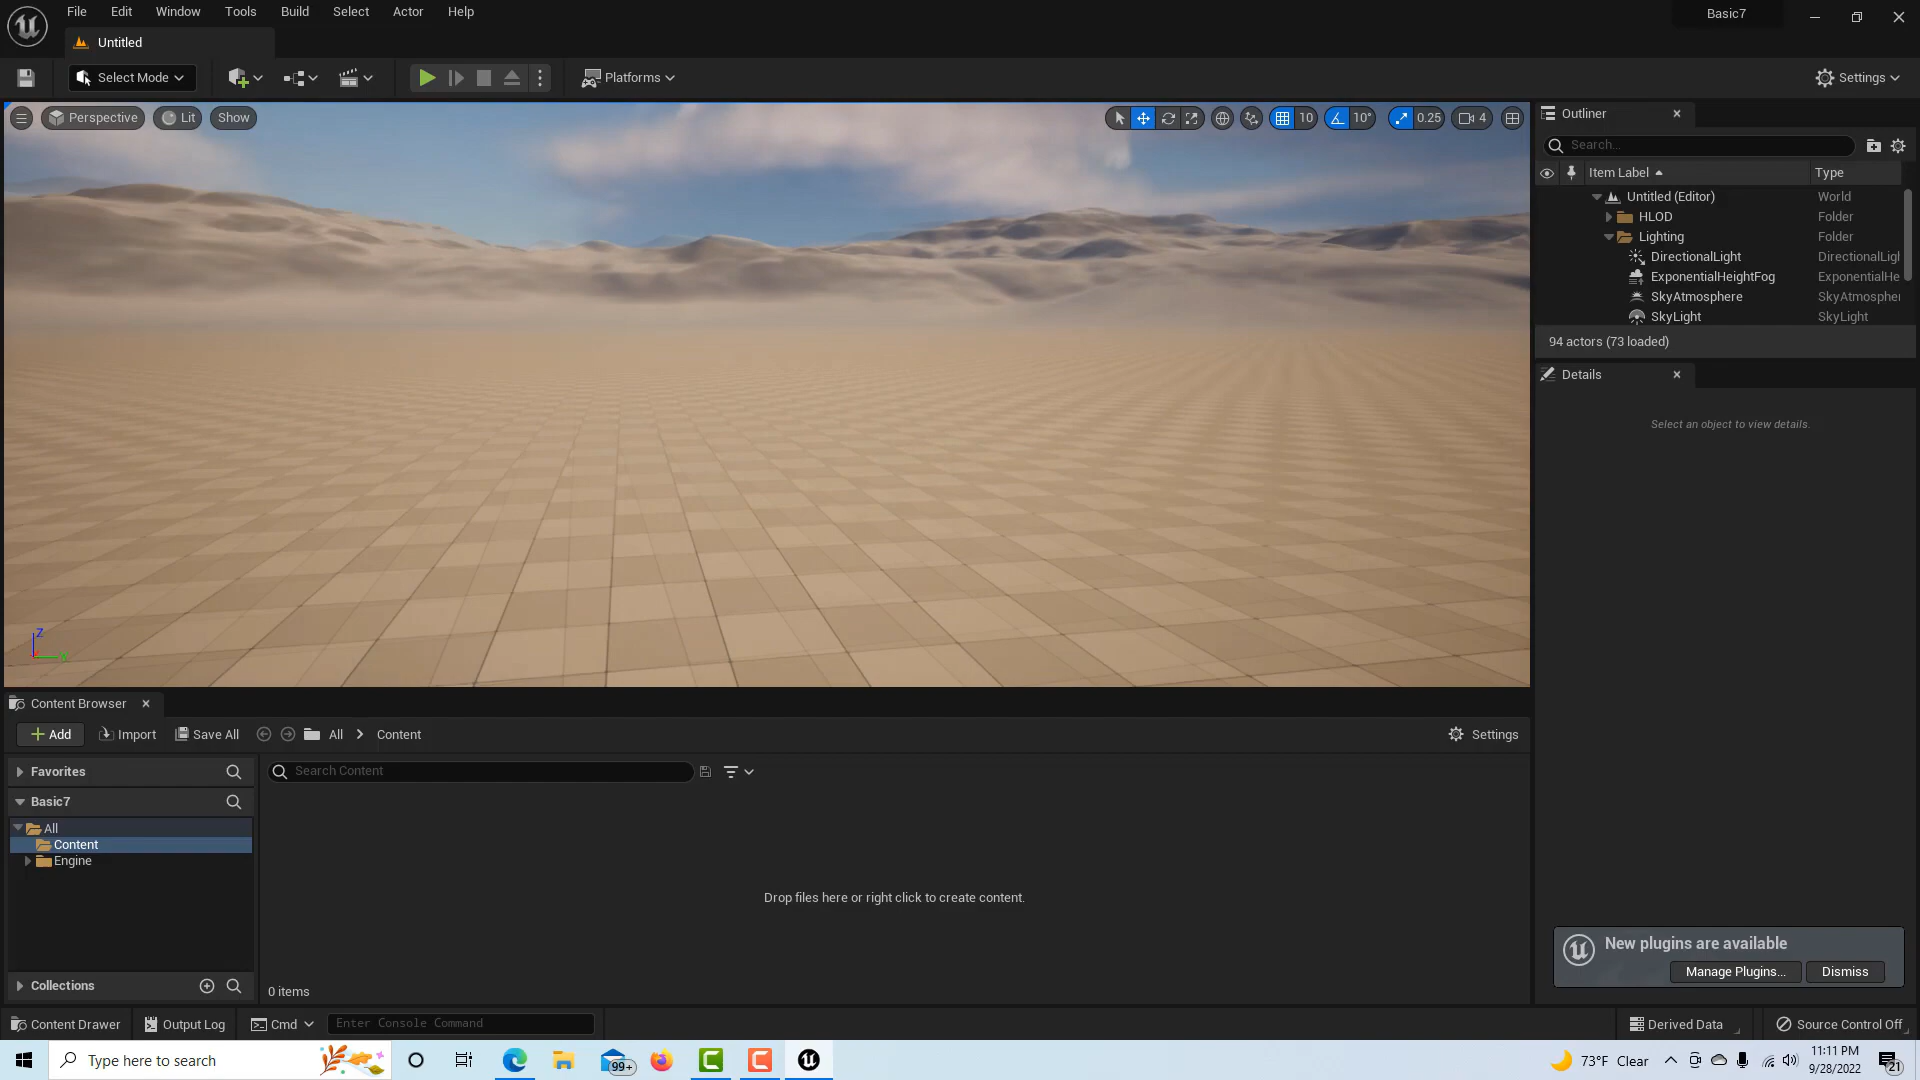 File Edit Window Tools Build Select Actor Help
Basic7
Untitled
Select Mode
Platforms
Settings
Perspective Lit Show
10 10° 0.25 4
Outliner
Search...
Item Label Type
Untitled (Editor) World
HLOD Folder
Lighting Folder
DirectionalLight DirectionalLigl
ExponentialHeightFog ExponentialHe
SkyAtmosphere SkyAtmospher
SkyLight SkyLight
94 actors (73 loaded)
Details
Select an object to view details.
Z
Y
Content Browser
Add Import Save All All Content Settings
Favorites
Search Content
Basic7
All
Content
Engine
Drop files here or right click to create content.
New plugins are available
Manage Plugins... Dismiss
Collections
0 items
Content Drawer Output Log Cmd Enter Console Command Derived Data Source Control Off
Type here to search
99+
73°F Clear
11:11 PM
9/28/2022
21